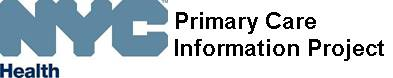 NYC
Health
Primary Care
Information Project